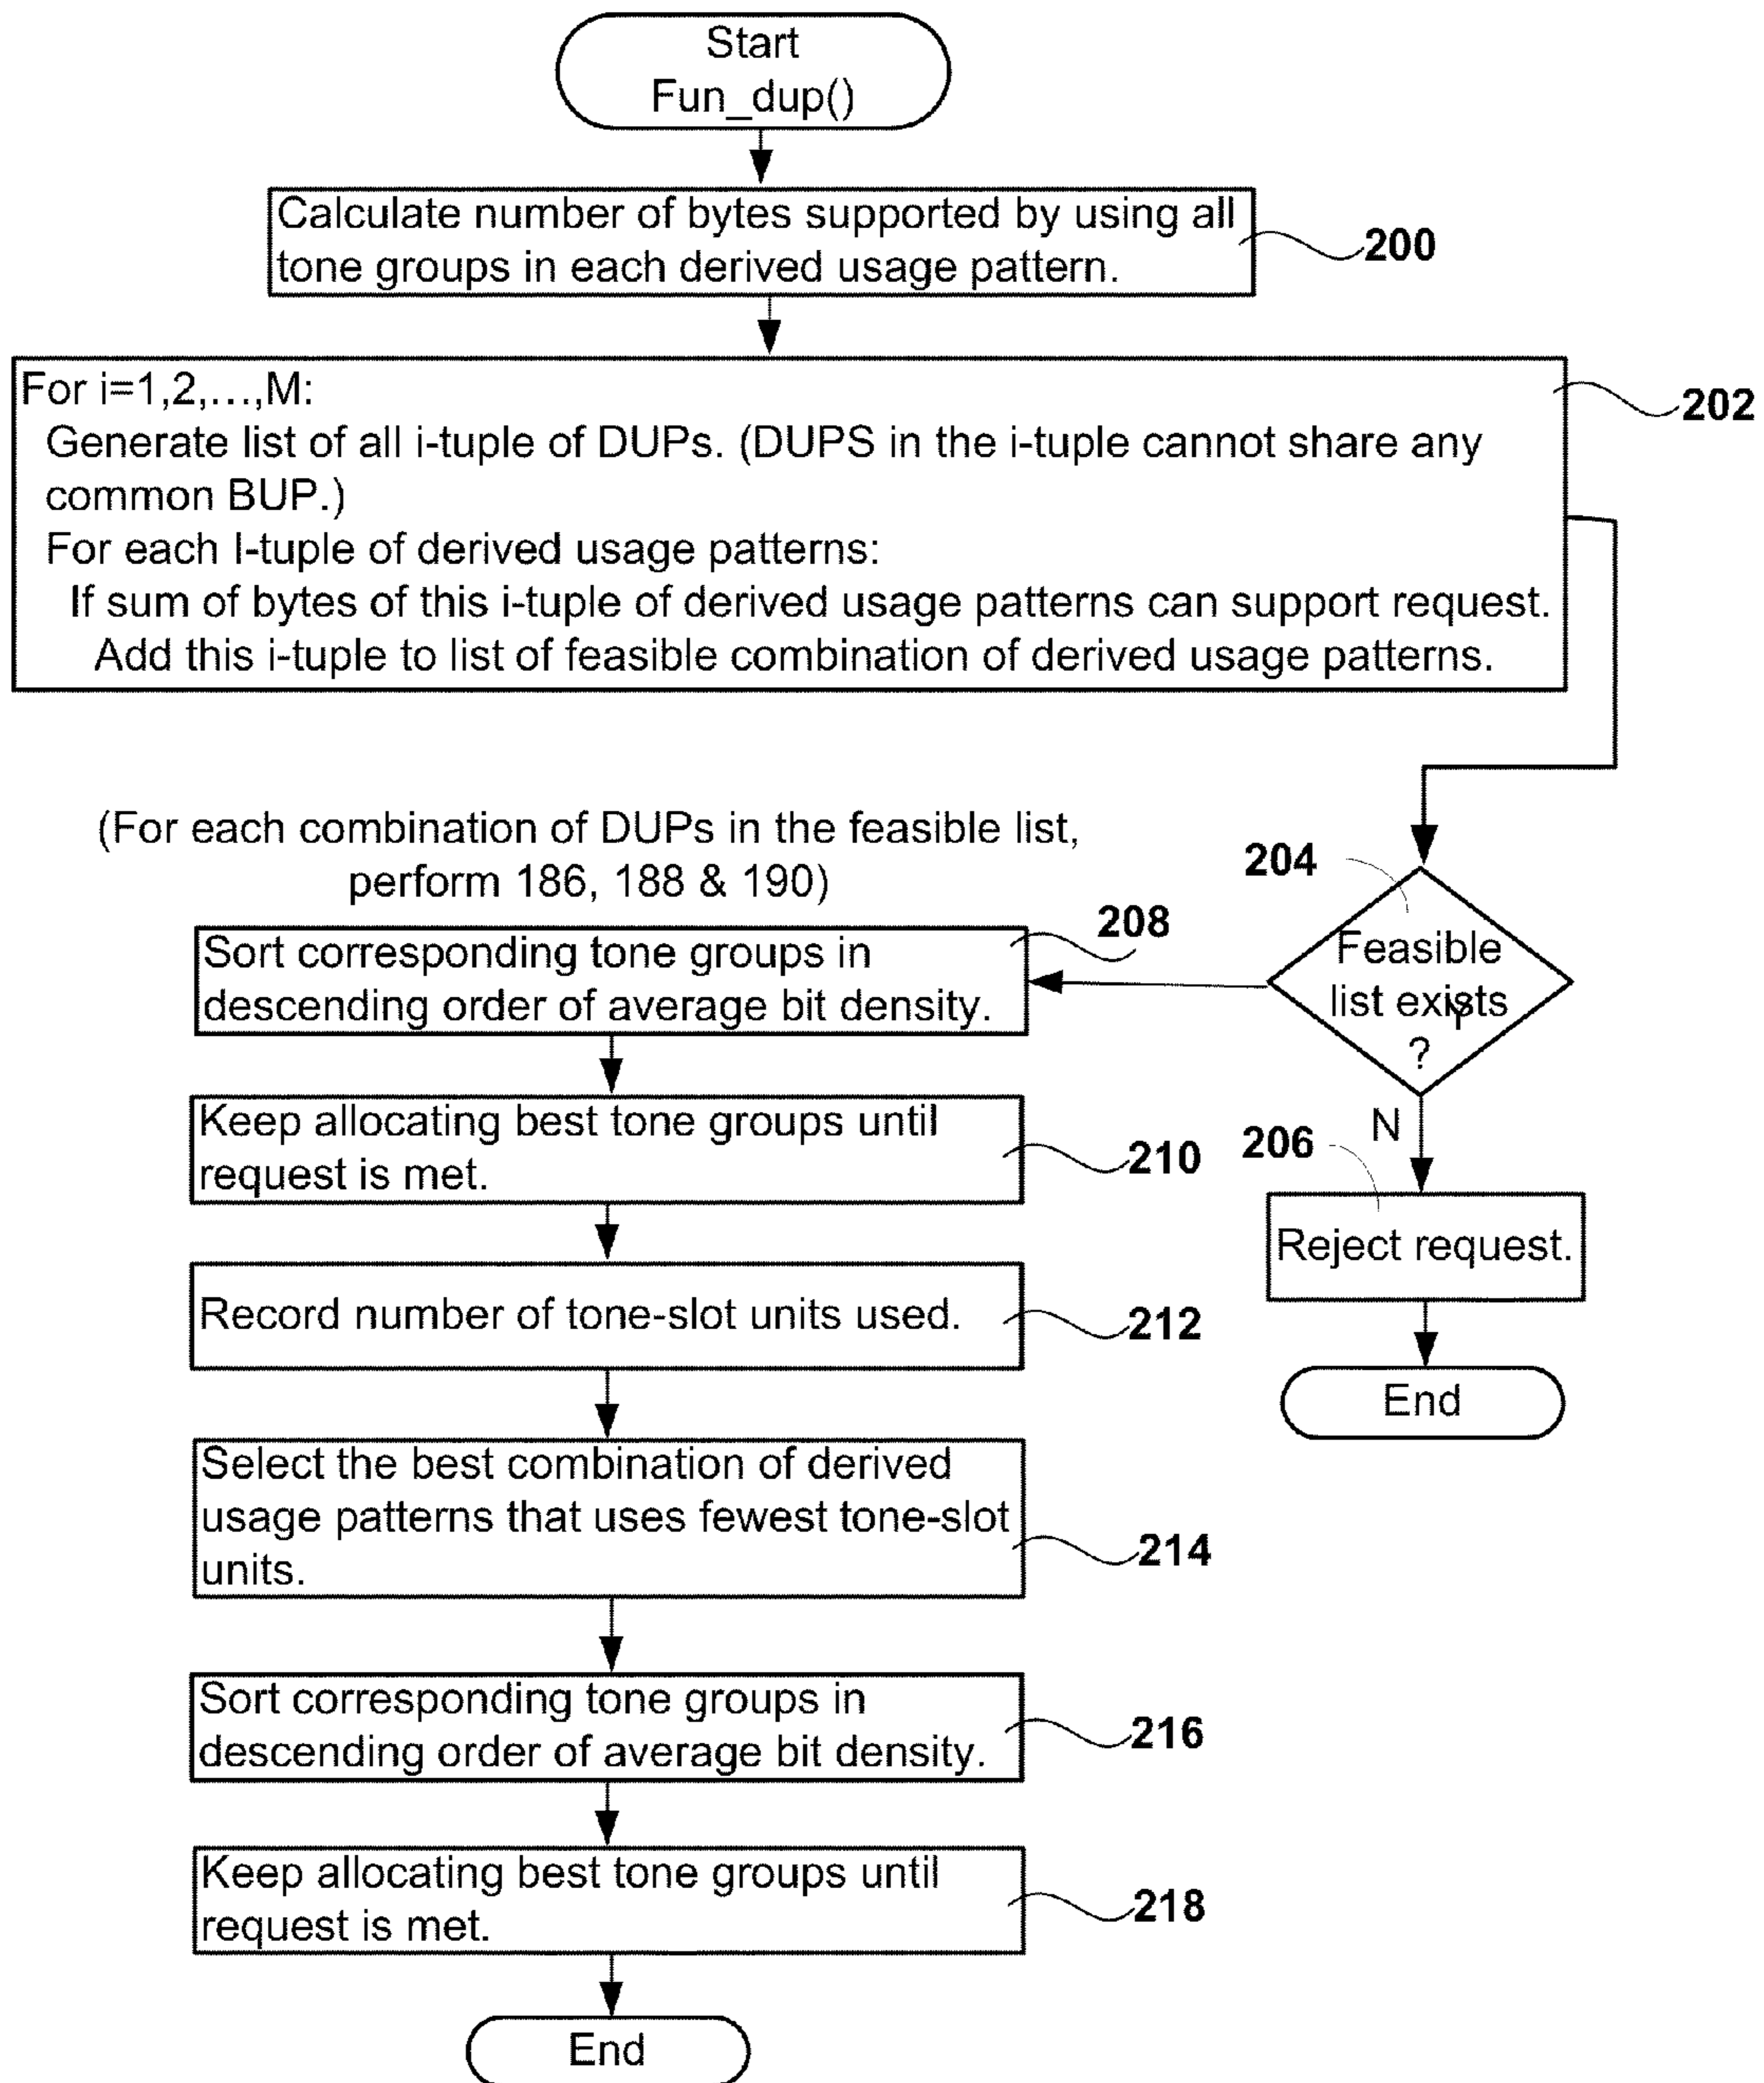 Start
Fun_dup()
Calculate number of bytes supported by using all
tone groups in each derived usage pattern.
200
For i=1,2,...,M:
Generate list of all i-tuple of DUPs. (DUPS in the i-tuple cannot share any
common BUP.)
For each I-tuple of derived usage patterns:
If sum of bytes of this i-tuple of derived usage patterns can support request.
Add this i-tuple to list of feasible combination of derived usage patterns.
202
(For each combination of DUPs in the feasible list,
perform 186, 188 & 190)
204
Feasible
list exists
?
Y
N
206
Reject request.
End
208
Sort corresponding tone groups in
descending order of average bit density.
Keep allocating best tone groups until
request is met.
210
Record number of tone-slot units used.
212
Select the best combination of derived
usage patterns that uses fewest tone-slot
units.
214
Sort corresponding tone groups in
descending order of average bit density.
216
Keep allocating best tone groups until
request is met.
218
End